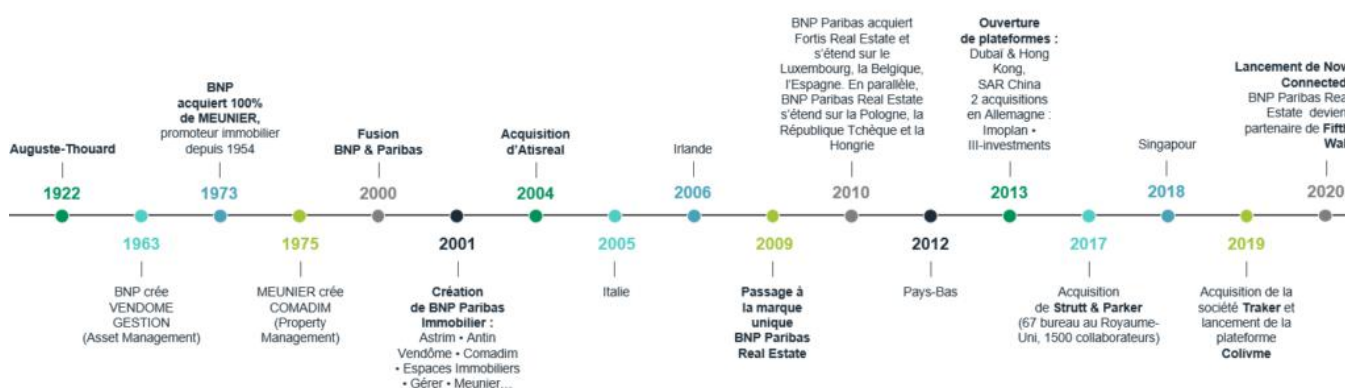 Auguste-Thouard
1922
1963
BNP crée
VENDOME
GESTION
(Asset Management)
BNP
acquiert 100%
de MEUNIER,
promoteur immobilier
depuis 1954
1973
1975
MEUNIER crée
COMADIM
(Property
Management)
Fusion
BNP & Paribas
2000
2001
Création
de BNP Paribas
Immobilier :
Astrim • Antin
Vendôme • Comadim
• Espaces Immobiliers
• Gérer • Meunier...
Acquisition
d'Atisreal
2004
2005
Italie
Irlande
2006
2009
Passage à
la marque
unique
BNP Paribas
Real Estate
BNP Paribas acquiert
Fortis Real Estate et
s'étend sur le
Luxembourg, la Belgique,
l'Espagne. En parallèle,
BNP Paribas Real Estate
s'étend sur la Pologne, la
République Tchèque et la
Hongrie
2010
2012
Pays-Bas
Ouverture
de plateformes :
Dubaï & Hong
Kong,
SAR China
2 acquisitions
en Allemagne :
Imoplan •
III-investments
2013
2017
Acquisition
de Strutt & Parker
(67 bureau au Royaume-
Uni, 1500 collaborateurs)
Singapour
2018
2019
Acquisition de la
société Traker et
lancement de la
plateforme
Colivme
Lancement de Nov
Connected
BNP Paribas Rea
Estate devien
partenaire de Fifth
Wal
2020